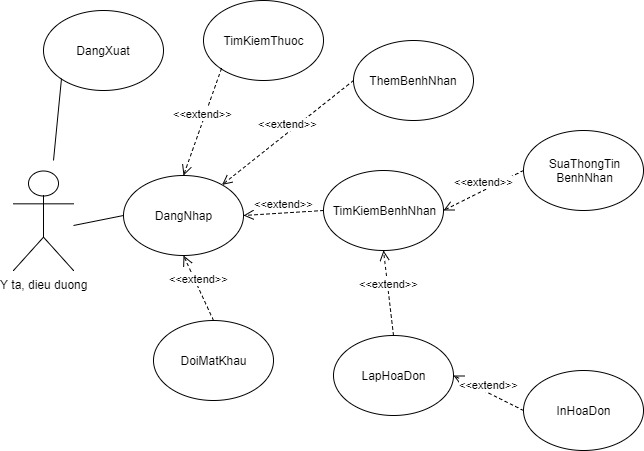 DangXuat
TimKiemThuoc
ThemBenhNhan
<<extend>>
<<extend>>
SuaThongTin
BenhNhan
<<extend>>
DangNhap
<<extend>>
TimKiemBenhNhan
Y ta, dieu duong
<<extend>>
<<extend>>
DoiMatKhau
LapHoaDon
<<extend>>
InHoaDon